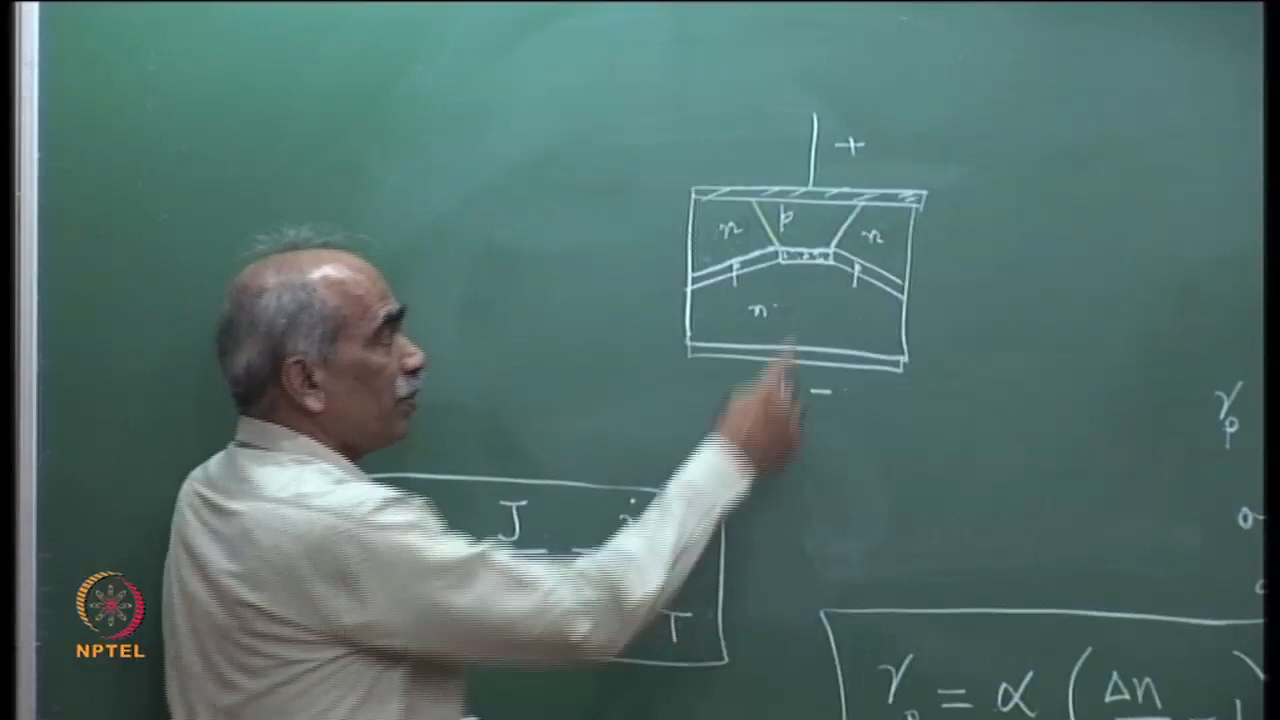 +
n p n
p p
n
-
γp
J i
T
γp = α ( Δn
NPTEL